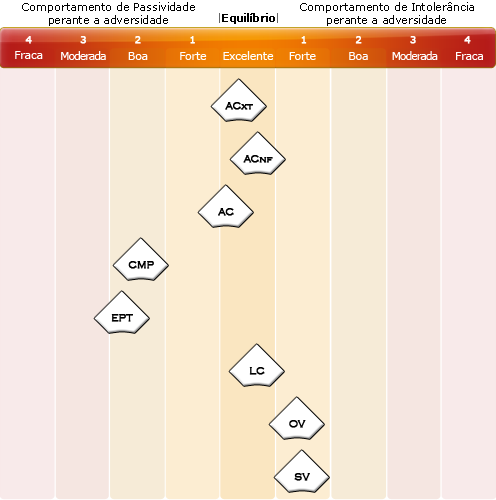 Comportamento de Passividade
perante a adversidade
|Equilíbrio|
Comportamento de Intolerância
perante a adversidade
4 3 2 1 1 2 3 4
Fraca Moderada Boa Forte Excelente Forte Boa Moderada Fraca
ACXT
ACNF
AC
CMP
EPT
LC
OV
SV